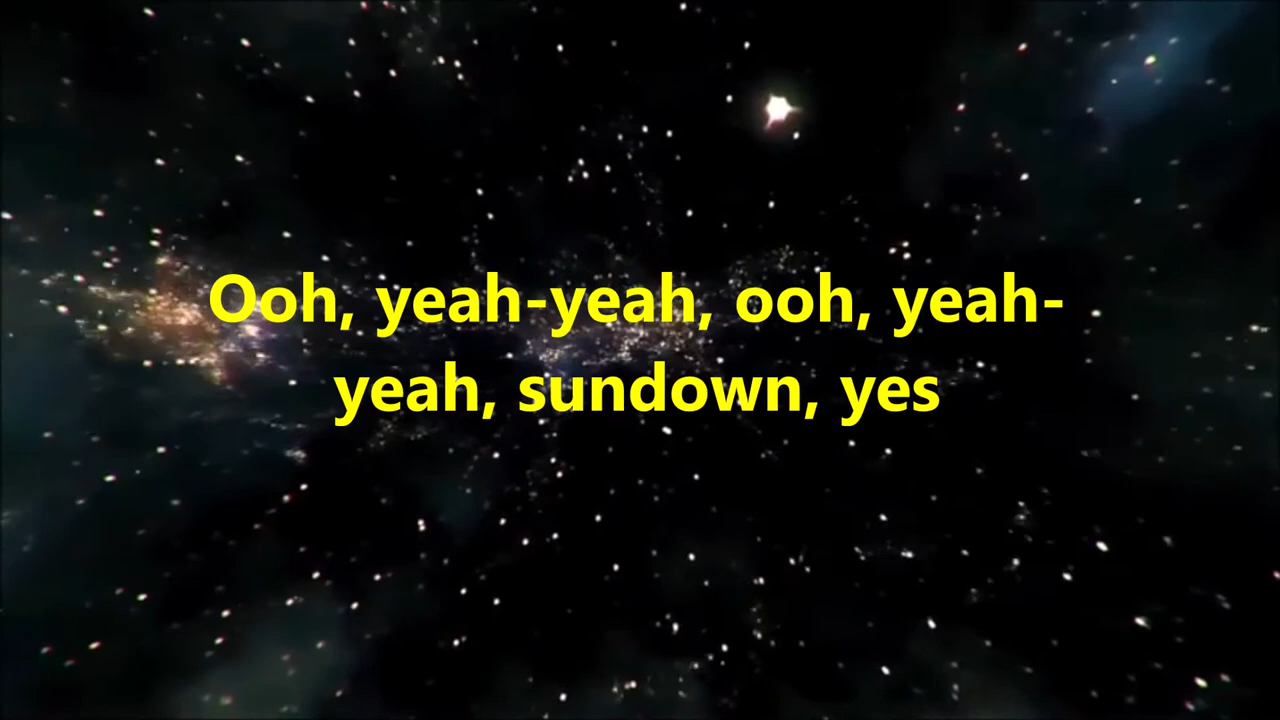 Ooh, yeah-yeah, ooh, yeah-
yeah, sundown, yes